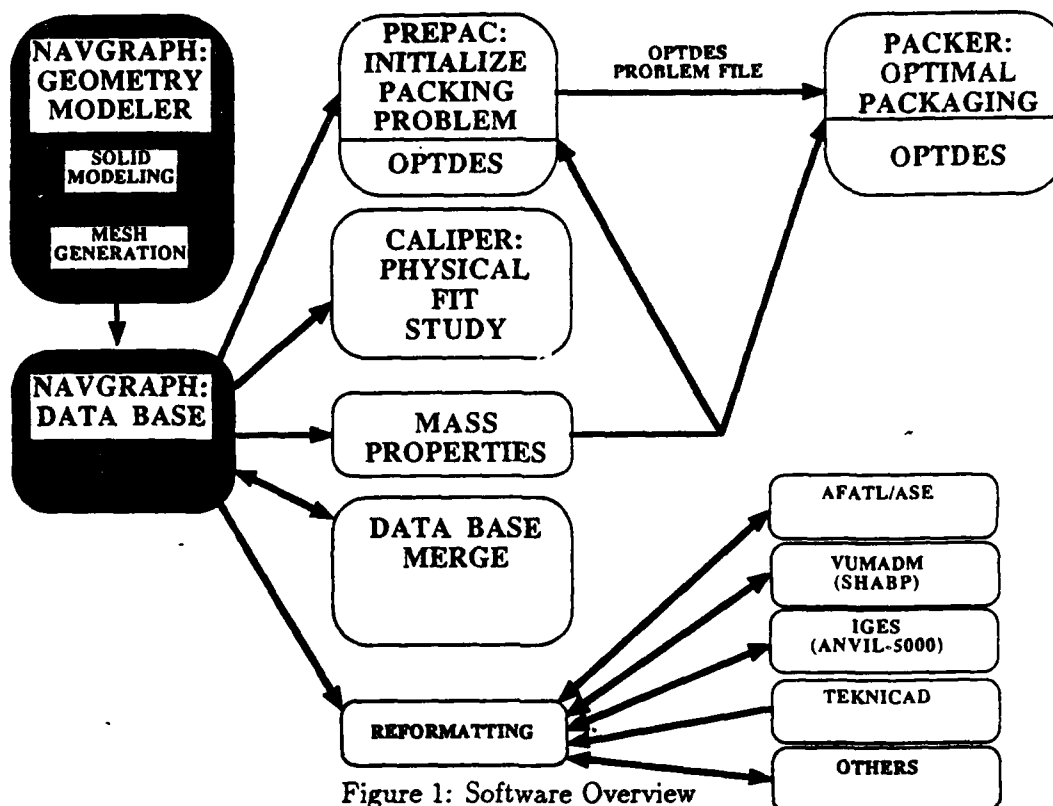 NAVGRAPH:
GEOMETRY
MODELER
SOLID
MODELING
MESH
GENERATION
NAVGRAPH:
DATA BASE
PREPAC:
INITIALIZE
PACKING
PROBLEM
OPTDES
OPTDES
PROBLEM FILE
PACKER:
OPTIMAL
PACKAGING
OPTDES
CALIPER:
PHYSICAL
FIT
STUDY
MASS
PROPERTIES
DATA BASE
MERGE
REFORMATTING
AFATL/ASE
VUMADM
(SHABP)
IGES
(ANVIL-5000)
TEKNICAD
OTHERS
Figure 1: Software Overview